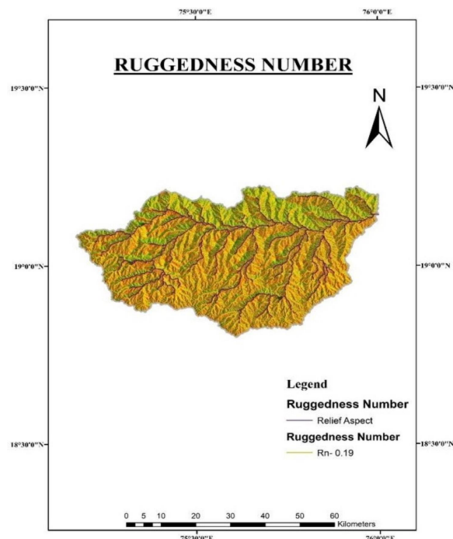 75°30'0"E 76°0'0"E
RUGGEDNESS NUMBER
19°30'0"N 19°30'0"N
N
19°0'0"N 19°0'0"N
Legend
Ruggedness Number
Relief Aspect
Ruggedness Number
Rn- 0.19
18°30'0"N 18°30'0"N
0 5 10 20 30 40 50 60
Kilometers
75°30'0"E 76°0'0"E